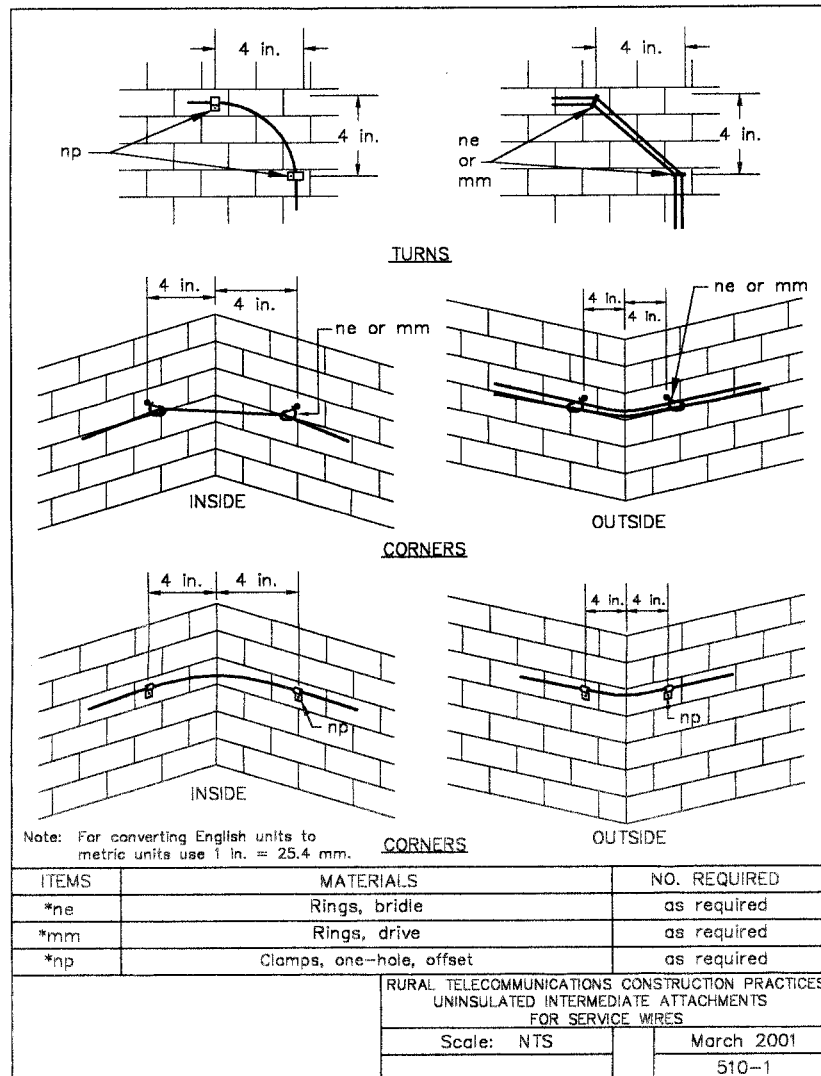 4 in.
4 in.
np
4 in.
4 in.
ne
or
mm
TURNS
4 in.
4 in.
ne or mm
INSIDE
4 in.
4 in.
ne or mm
OUTSIDE
CORNERS
4 in.
4 in.
np
INSIDE
4 in.
4 in.
np
OUTSIDE
Note: For converting English units to
metric units use 1 in. = 25.4 mm.
CORNERS
ITEMS MATERIALS NO. REQUIRED
*ne Rings, bridle as required
*mm Rings, drive as required
*np Clamps, one-hole, offset as required
RURAL TELECOMMUNICATIONS CONSTRUCTION PRACTICES
UNINSULATED INTERMEDIATE ATTACHMENTS
FOR SERVICE WIRES
Scale: NTS March 2001
510-1